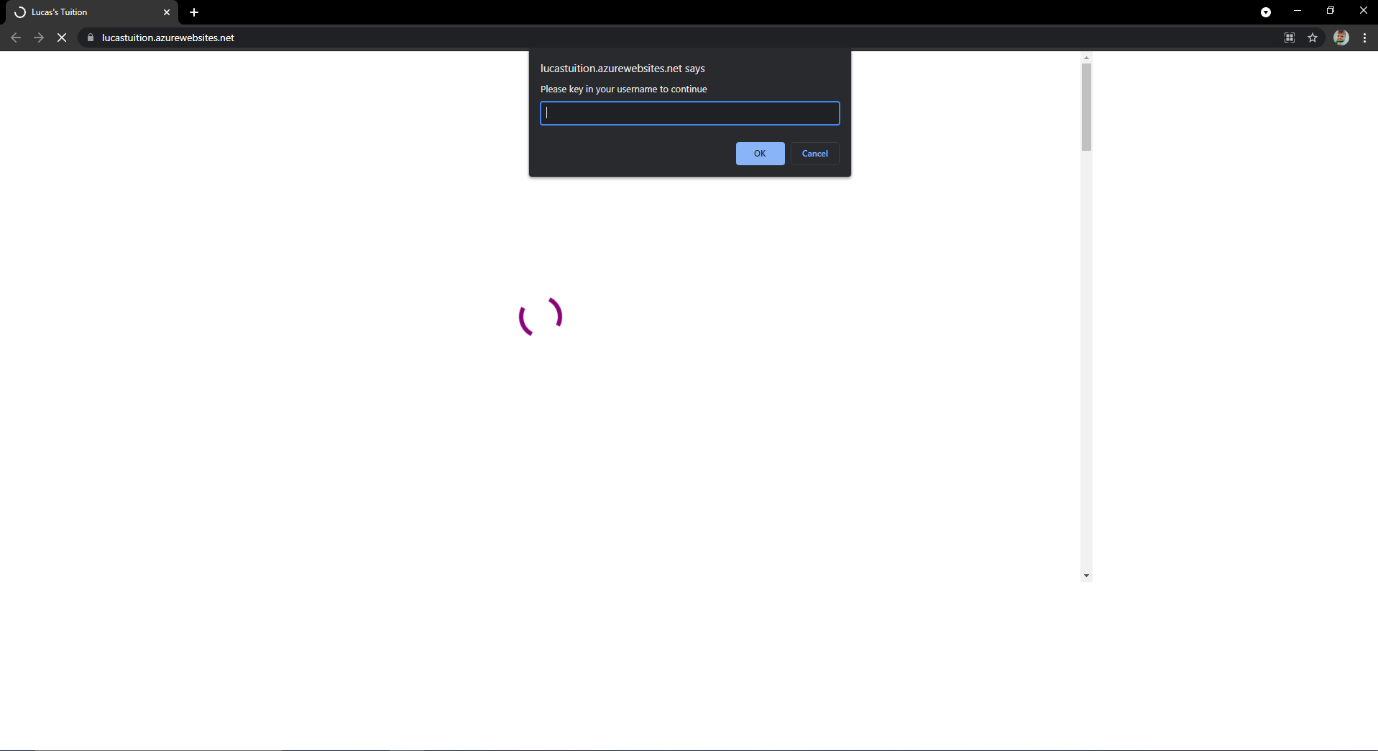 Lucas's Tuition
lucastuition.azurewebsites.net
lucastuition.azurewebsites.net says
Please key in your username to continue
OK Cancel